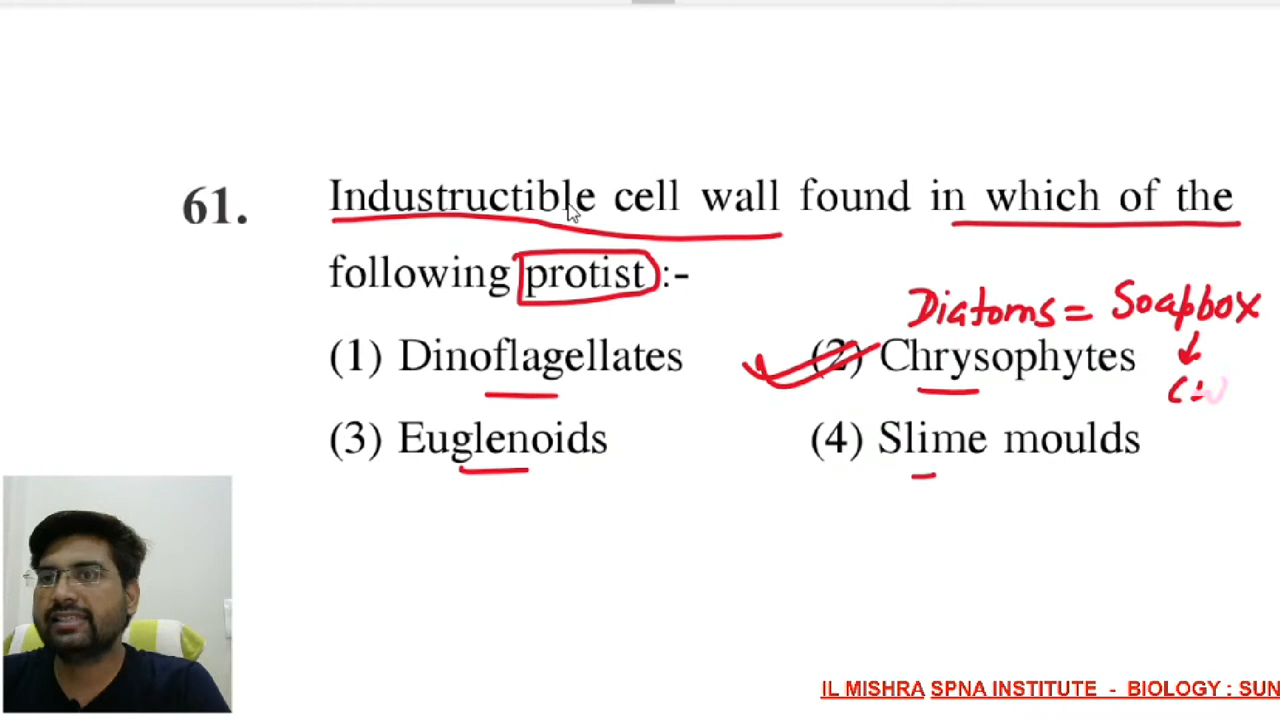 61. Industructible cell wall found in which of the
following protist :-
Diatoms = Soapbox
(1) Dinoflagellates (2) Chrysophytes
(3) Euglenoids (4) Slime moulds
IL MISHRA SPNA INSTITUTE - BIOLOGY : SUN